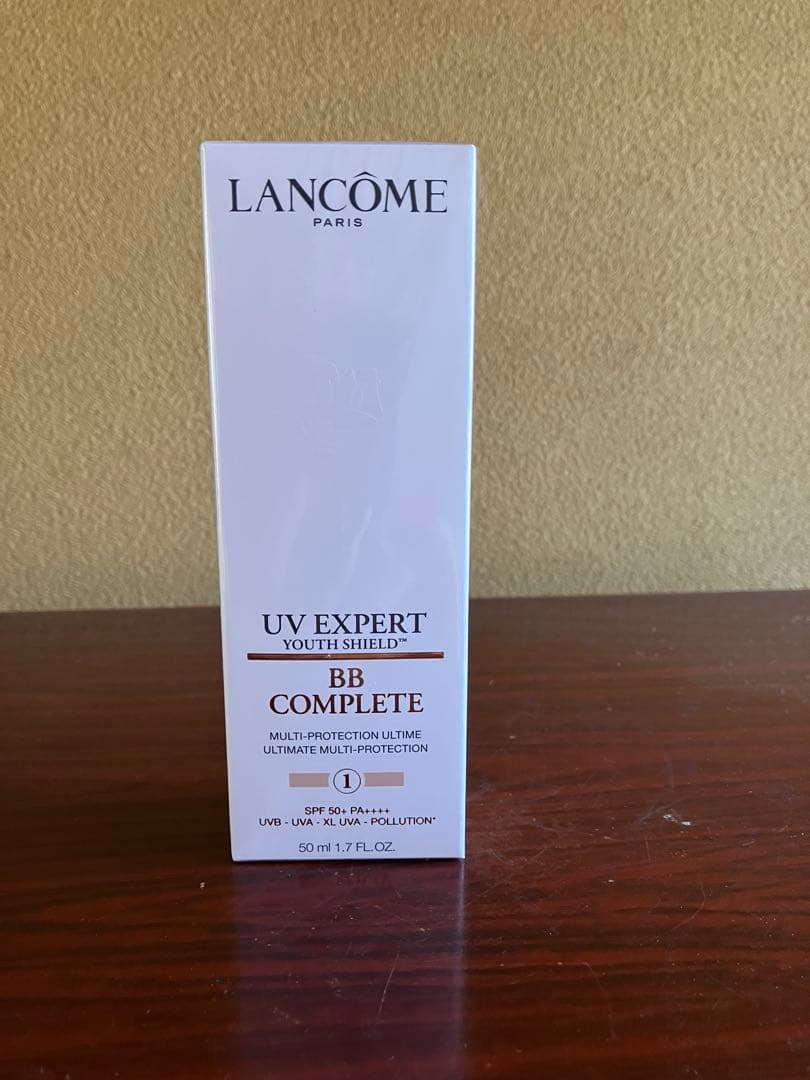 LANCÔME
PARIS
UV EXPERT
YOUTH SHIELD™
BB
COMPLETE
MULTI-PROTECTION ULTIME
ULTIMATE MULTI-PROTECTION
1
SPF 50+ PA++++
UVB - UVA - XL UVA - POLLUTION*
50 ml 1.7 FL.OZ.